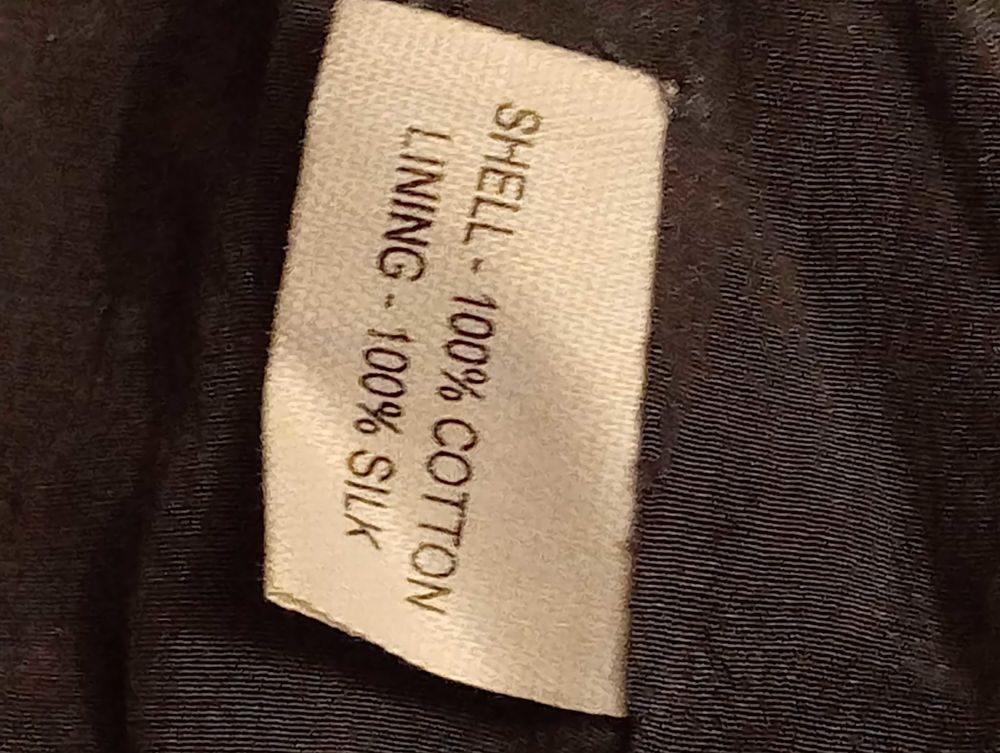 SHELL - 100% COTTON
LINING - 100% SILK